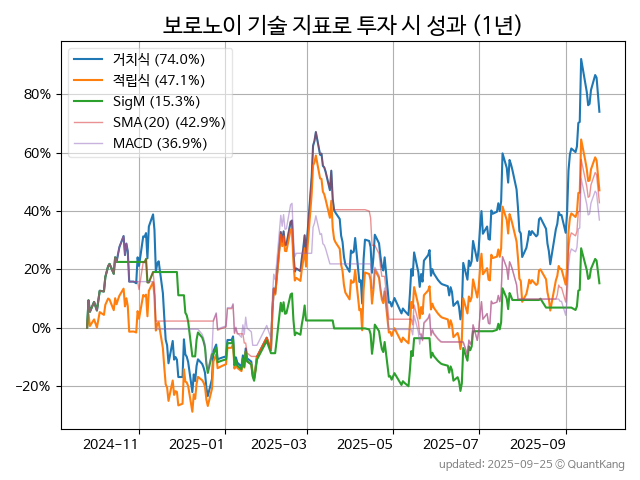 보로노이 기술 지표로 투자 시 성과 (1년)
거치식 (74.0%)
적립식 (47.1%)
SigM (15.3%)
SMA(20) (42.9%)
MACD (36.9%)
80%
60%
40%
20%
0%
−20%
2024-11 2025-01 2025-03 2025-05 2025-07 2025-09
updated: 2025-09-25 ⓒ QuantKang